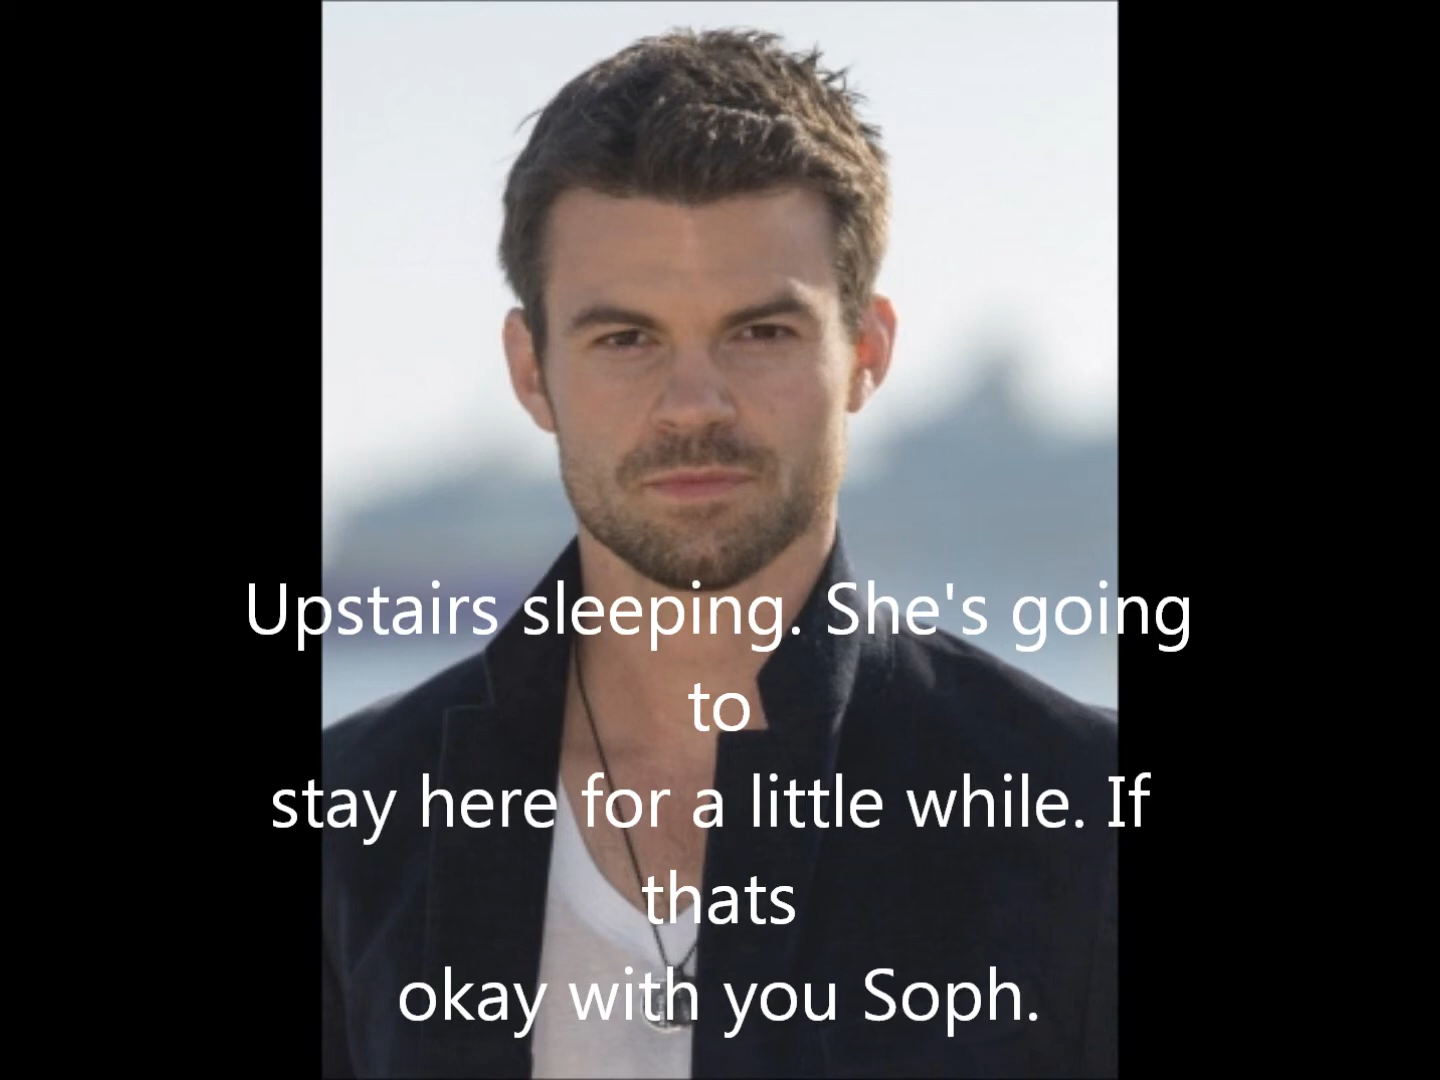 Upstairs sleeping. She's going
to
stay here for a little while. If
thats
okay with you Soph.